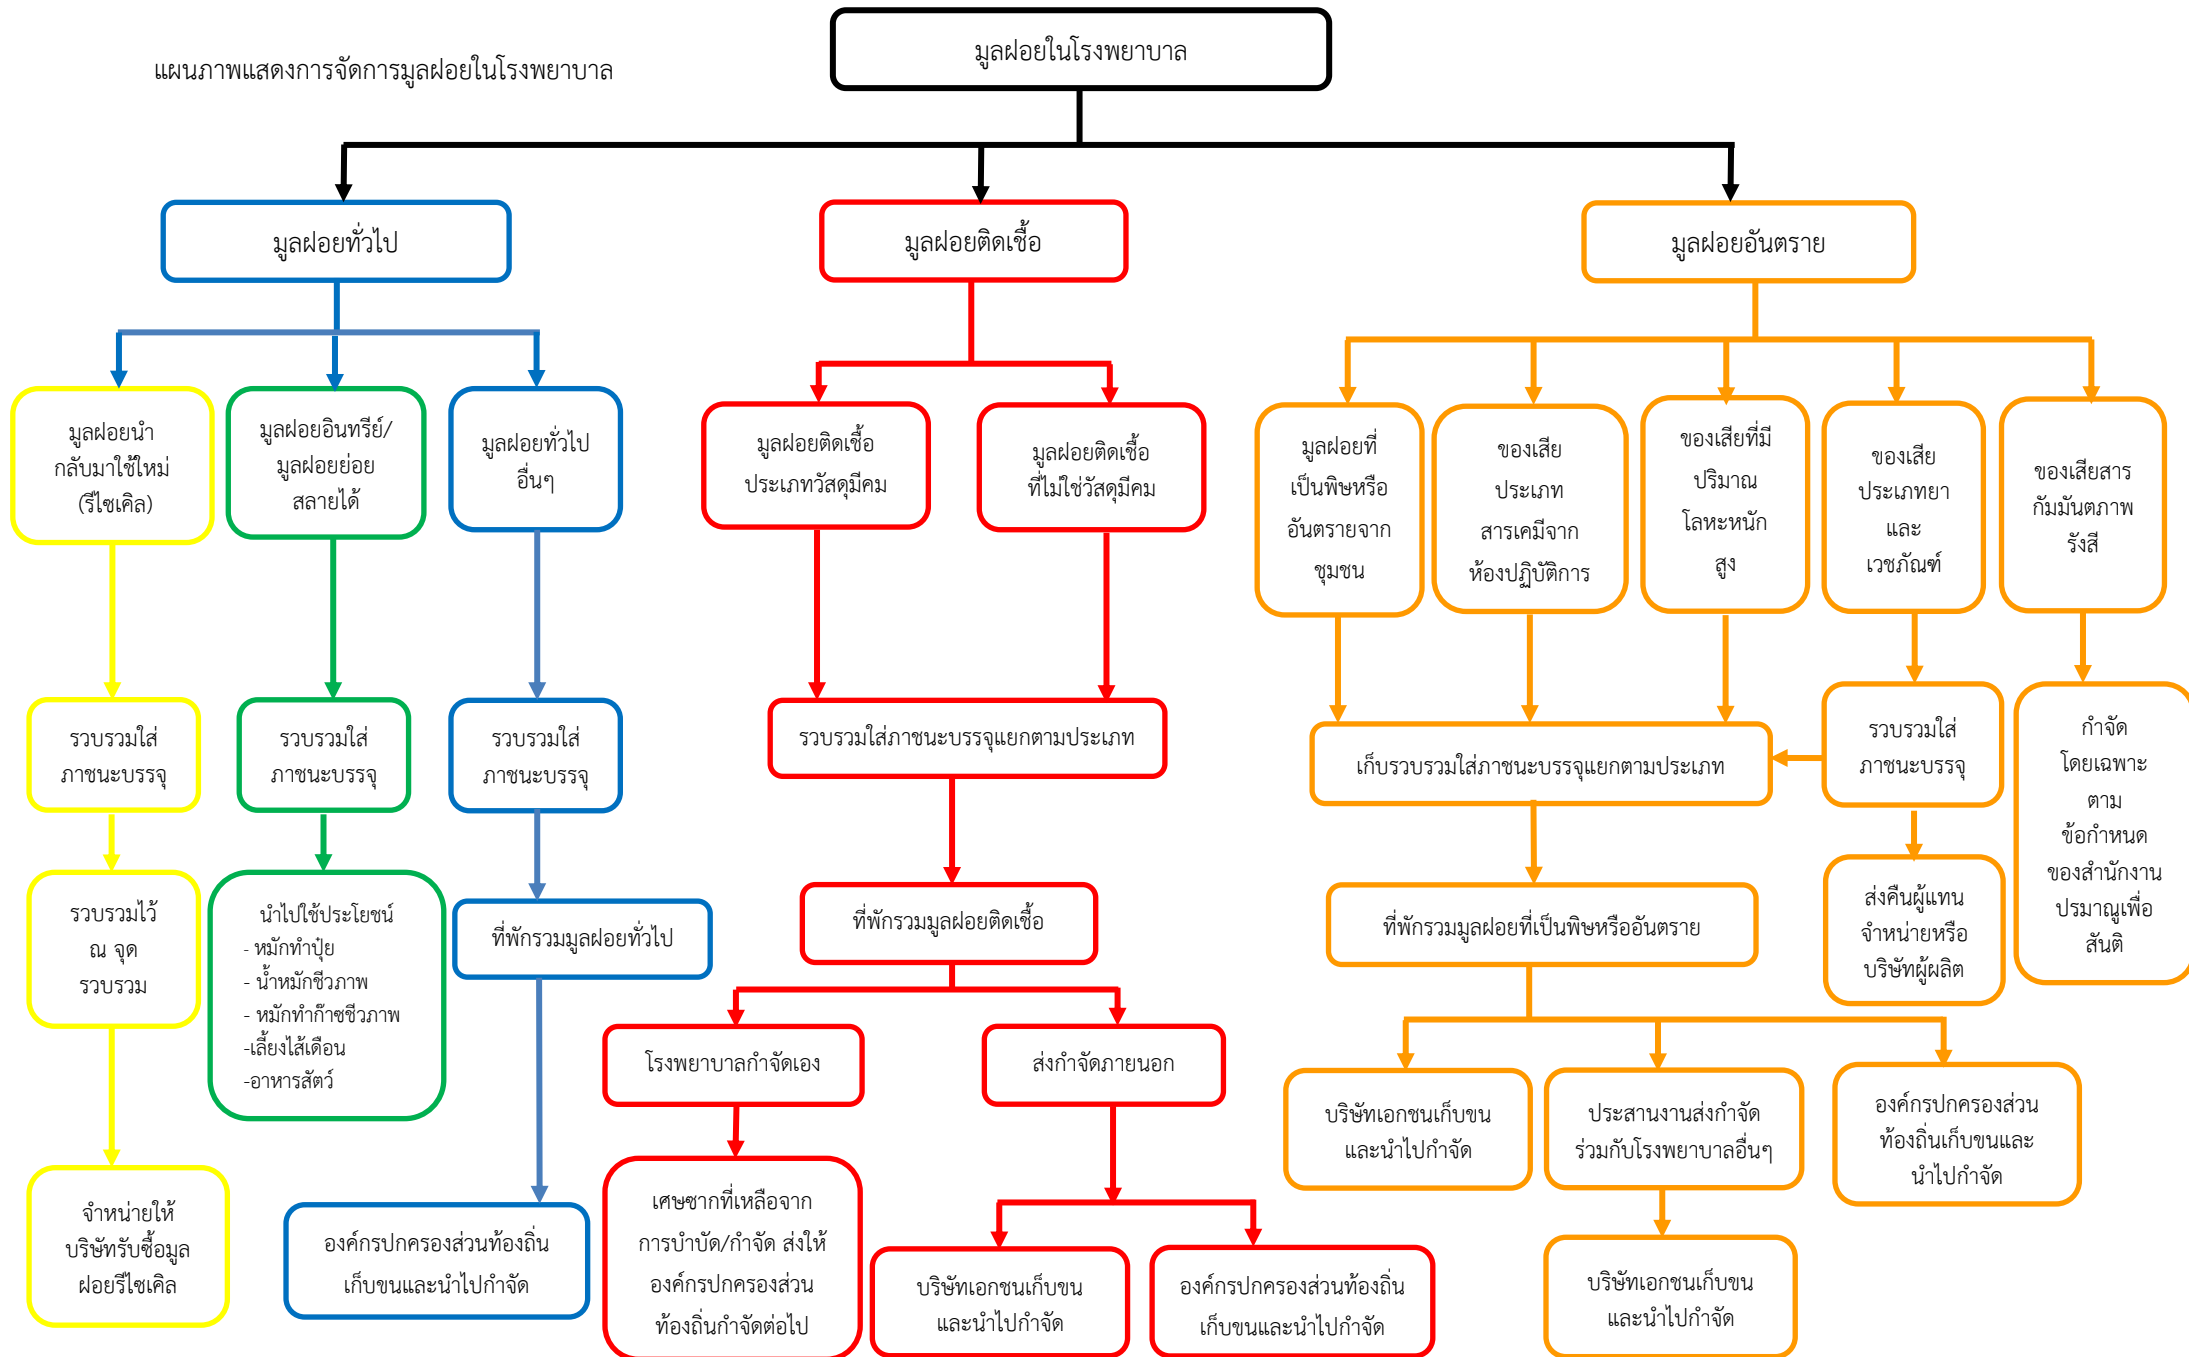 แผนภาพแสดงการจัดการมูลฝอยในโรงพยาบาล
มูลฝอยในโรงพยาบาล
มูลฝอยทั่วไป
มูลฝอยติดเชื้อ
มูลฝอยอันตราย
มูลฝอยนำ
กลับมาใช้ใหม่
(รีไซเคิล)
มูลฝอยอินทรีย์/
มูลฝอยย่อย
สลายได้
มูลฝอยทั่วไป
อื่นๆ
มูลฝอยติดเชื้อ
ประเภทวัสดุมีคม
มูลฝอยติดเชื้อ
ที่ไม่ใช่วัสดุมีคม
มูลฝอยที่
เป็นพิษหรือ
อันตรายจาก
ชุมชน
ของเสีย
ประเภท
สารเคมีจาก
ห้องปฏิบัติการ
ของเสียที่มี
ปริมาณ
โลหะหนัก
สูง
ของเสีย
ประเภทยา
และ
เวชภัณฑ์
ของเสียสาร
กัมมันตภาพ
รังสี
รวบรวมใส่
ภาชนะบรรจุ
รวบรวมใส่
ภาชนะบรรจุ
รวบรวมใส่
ภาชนะบรรจุ
รวบรวมใส่ภาชนะบรรจุแยกตามประเภท
เก็บรวบรวมใส่ภาชนะบรรจุแยกตามประเภท
รวบรวมใส่
ภาชนะบรรจุ
กำจัด
โดยเฉพาะ
ตาม
ข้อกำหนด
ของสำนักงาน
ปรมาณูเพื่อ
สันติ
รวบรวมไว้
ณ จุด
รวบรวม
นำไปใช้ประโยชน์
- หมักทำปุ๋ย
- น้ำหมักชีวภาพ
- หมักทำก๊าซชีวภาพ
-เลี้ยงไส้เดือน
-อาหารสัตว์
ที่พักรวมมูลฝอยทั่วไป
ที่พักรวมมูลฝอยติดเชื้อ
ที่พักรวมมูลฝอยที่เป็นพิษหรืออันตราย
ส่งคืนผู้แทน
จำหน่ายหรือ
บริษัทผู้ผลิต
โรงพยาบาลกำจัดเอง
ส่งกำจัดภายนอก
บริษัทเอกชนเก็บขน
และนำไปกำจัด
ประสานงานส่งกำจัด
ร่วมกับโรงพยาบาลอื่นๆ
องค์กรปกครองส่วน
ท้องถิ่นเก็บขนและ
นำไปกำจัด
จำหน่ายให้
บริษัทรับซื้อมูล
ฝอยรีไซเคิล
องค์กรปกครองส่วนท้องถิ่น
เก็บขนและนำไปกำจัด
เศษซากที่เหลือจาก
การบำบัด/กำจัด ส่งให้
องค์กรปกครองส่วน
ท้องถิ่นกำจัดต่อไป
บริษัทเอกชนเก็บขน
และนำไปกำจัด
องค์กรปกครองส่วนท้องถิ่น
เก็บขนและนำไปกำจัด
บริษัทเอกชนเก็บขน
และนำไปกำจัด